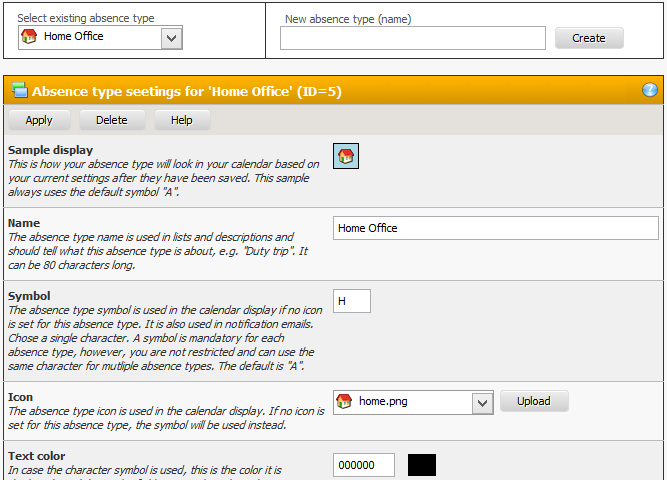 Select existing absence type
New absence type (name)
Home Office
Create
Absence type seetings for 'Home Office' (ID=5)
Apply
Delete
Help
Sample display
This is how your absence type will look in your calendar based on
your current settings after they have been saved. This sample
always uses the default symbol "A".
Name
The absence type name is used in lists and descriptions and
should tell what this absence type is about, e.g. "Duty trip". It
can be 80 characters long.
Home Office
Symbol
The absence type symbol is used in the calendar display if no icon
is set for this absence type. It is also used in notification emails.
Chose a single character. A symbol is mandatory for each
absence type, however, you are not restricted and can use the
same character for mutliple absence types. The default is "A".
H
Icon
The absence type icon is used in the calendar display. If no icon is
set for this absence type, the symbol will be used instead.
home.png
Upload
Text color
In case the character symbol is used, this is the color it is
000000